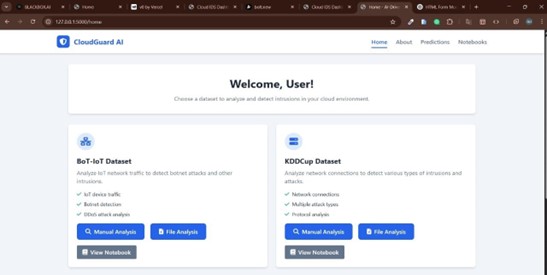 BLACKBOX.AI
Home
v0 by Vercel
Cloud IDS Dash
bolt.new
Cloud IDS Dash
Home - AI Driv
HTML Form
127.0.0.1:5000/home
CloudGuard AI
Home About Predictions Notebooks
Welcome, User!
Choose a dataset to analyze and detect intrusions in your cloud environment.
BoT-IoT Dataset
Analyze IoT network traffic to detect botnet attacks and other
intrusions.
IoT device traffic
Botnet detection
DDoS attack analysis
Manual Analysis File Analysis
View Notebook
KDDCup Dataset
Analyze network connections to detect various types of intrusions and
attacks.
Network connections
Multiple attack types
Protocol analysis
Manual Analysis File Analysis
View Notebook